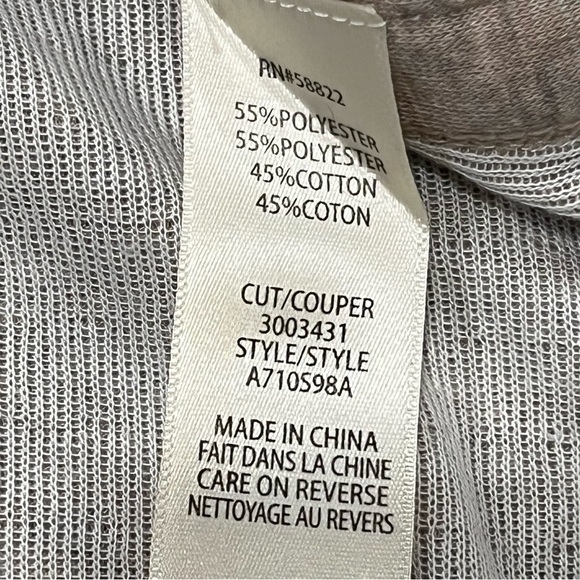 RN#58822
55%POLYESTER
55%POLYESTER
45%COTTON
45%COTON
CUT/COUPER
3003431
STYLE/STYLE
A710S98A
MADE IN CHINA
FAIT DANS LA CHINE
CARE ON REVERSE
NETTOYAGE AU REVERS